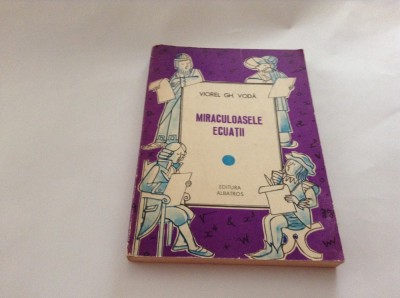 VIOREL GH. VODĂ
MIRACULOASELE
ECUAȚII
EDITURA
ALBATROS